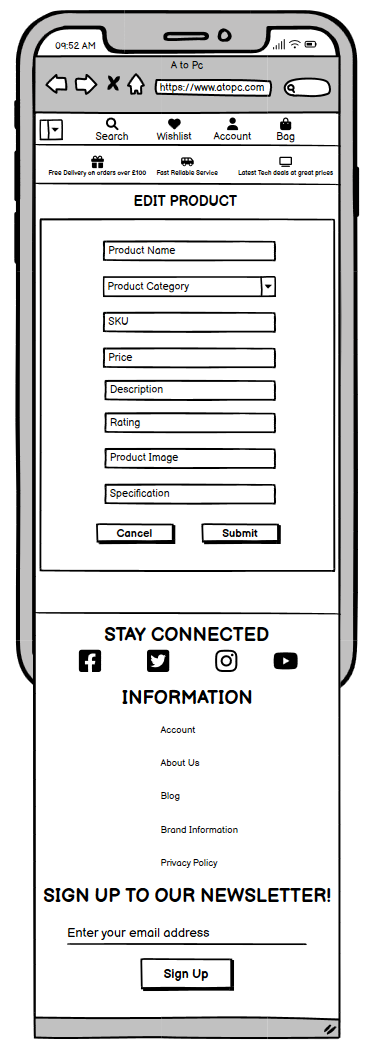 09:52 AM
A to Pc
https://www.atopc.com
Search Wishlist Account Bag
Free Delivery on orders over £100 Fast Reliable Service Latest Tech deals at great prices
EDIT PRODUCT
Product Name
Product Category
SKU
Price
Description
Rating
Product Image
Specification
Cancel Submit
STAY CONNECTED
INFORMATION
Account
About Us
Blog
Brand Information
Privacy Policy
SIGN UP TO OUR NEWSLETTER!
Enter your email address
Sign Up